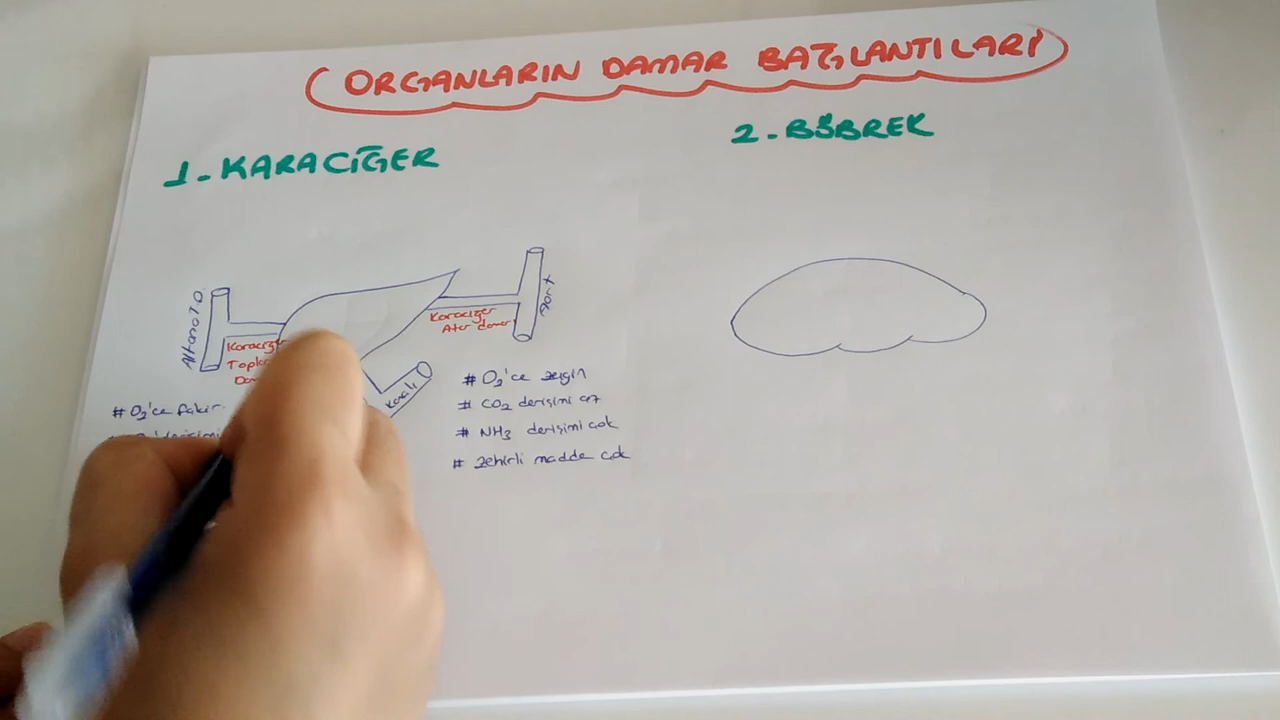 ORGANLARIN DAMAR BAĞLANTILARI
1-KARACİĞER
2-BÖBREK
Aort
Karaciğer
Atar damarı
Karaciğer
# O₂'ce fakir
# O₂'ce zengin
# CO₂ derişimi az
# NH₃ derişimi çok
# zehirli madde çok